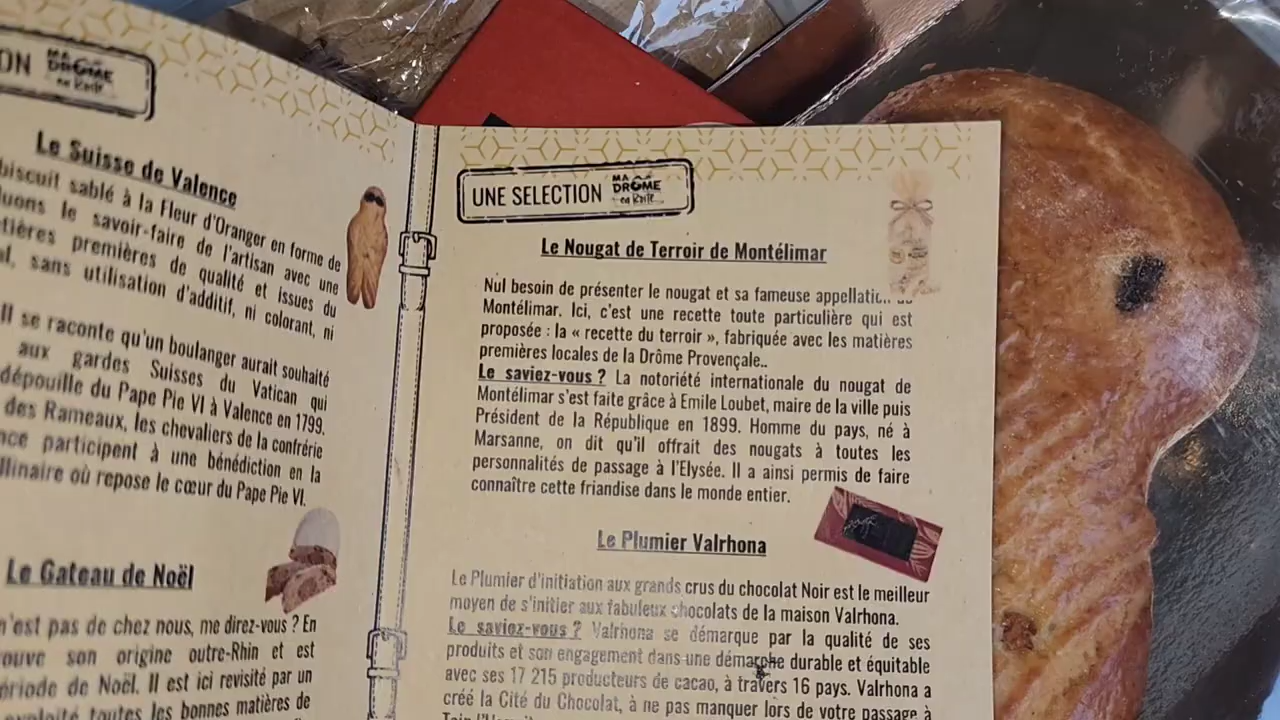 ON MA DRÔME en Boîte
Le Suisse de Valence
biscuit sablé à la Fleur d'Oranger en forme de
luons le savoir-faire de l'artisan avec une
tières premières de qualité et issues du
al, sans utilisation d'additif, ni colorant, ni
Il se raconte qu'un boulanger aurait souhaité
aux gardes Suisses du Vatican qui
dépouille du Pape Pie VI à Valence en 1799.
des Rameaux, les chevaliers de la confrérie
nce participent à une bénédiction en la
llinaire où repose le cœur du Pape Pie VI.
Le Gateau de Noël
n'est pas de chez nous, me direz-vous ? En
ouve son origine outre-Rhin et est
ériode de Noël. Il est ici revisité par un
exploité toutes les bonnes matières de
UNE SELECTION MA DRÔME en Boîte
Le Nougat de Terroir de Montélimar
Nul besoin de présenter le nougat et sa fameuse appellation de
Montélimar. Ici, c'est une recette toute particulière qui est
proposée : la « recette du terroir », fabriquée avec les matières
premières locales de la Drôme Provençale..
Le saviez-vous ? La notoriété internationale du nougat de
Montélimar s'est faite grâce à Emile Loubet, maire de la ville puis
Président de la République en 1899. Homme du pays, né à
Marsanne, on dit qu'il offrait des nougats à toutes les
personnalités de passage à l'Elysée. Il a ainsi permis de faire
connaître cette friandise dans le monde entier.
Le Plumier Valrhona
Le Plumier d'initiation aux grands crus du chocolat Noir est le meilleur
moyen de s'initier aux fabuleux chocolats de la maison Valrhona.
Le saviez-vous ? Valrhona se démarque par la qualité de ses
produits et son engagement dans une démarche durable et équitable
avec ses 17 215 producteurs de cacao, à travers 16 pays. Valrhona a
créé la Cité du Chocolat, à ne pas manquer lors de votre passage à